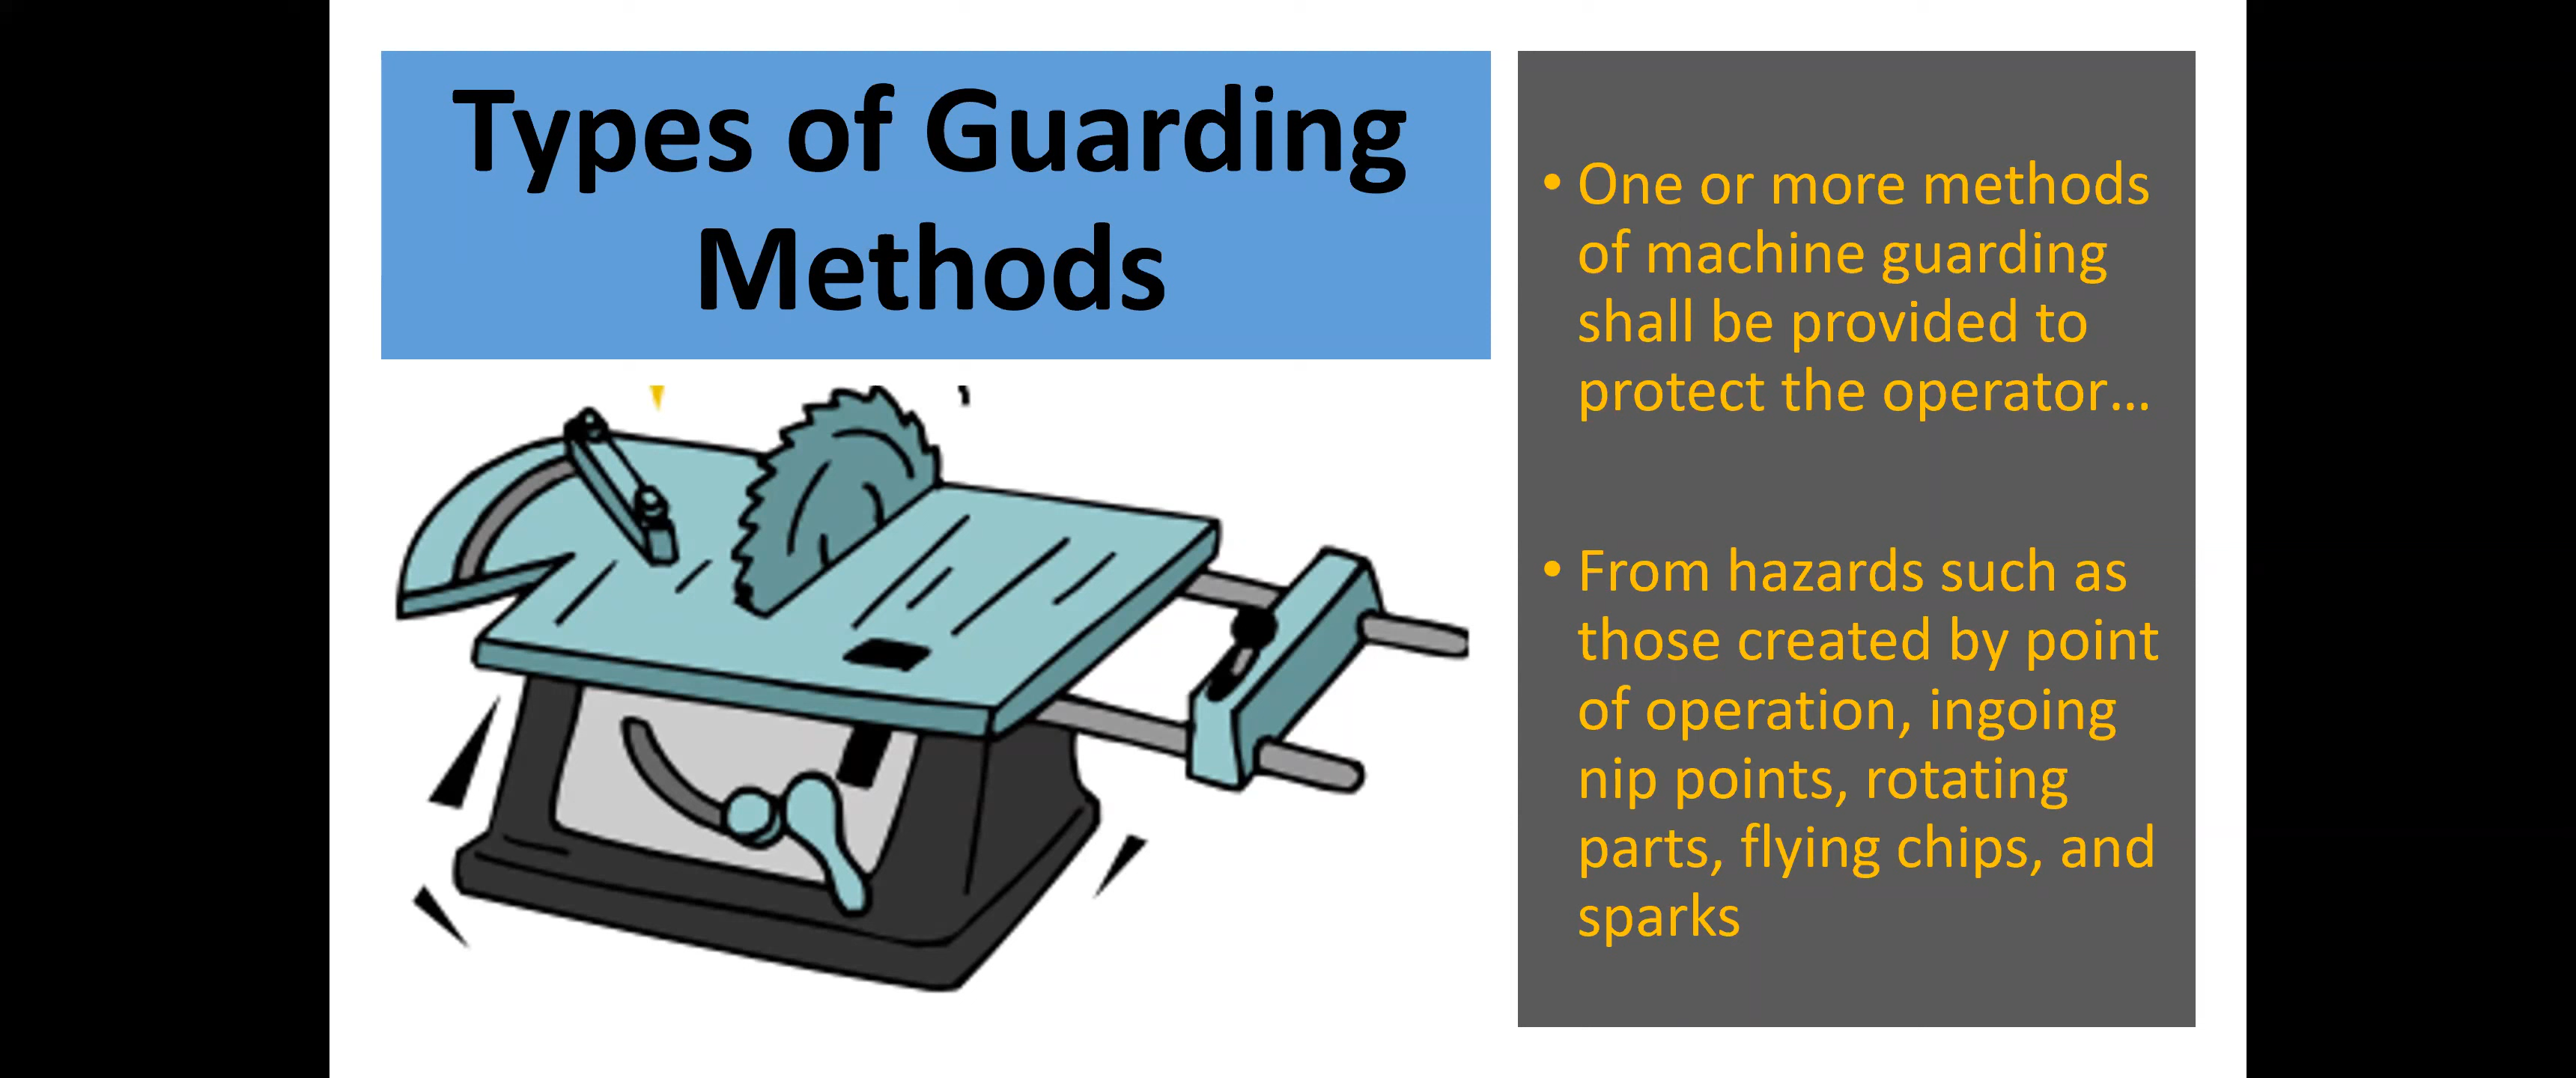 Types of Guarding
Methods
• One or more methods
of machine guarding
shall be provided to
protect the operator…
• From hazards such as
those created by point
of operation, ingoing
nip points, rotating
parts, flying chips, and
sparks